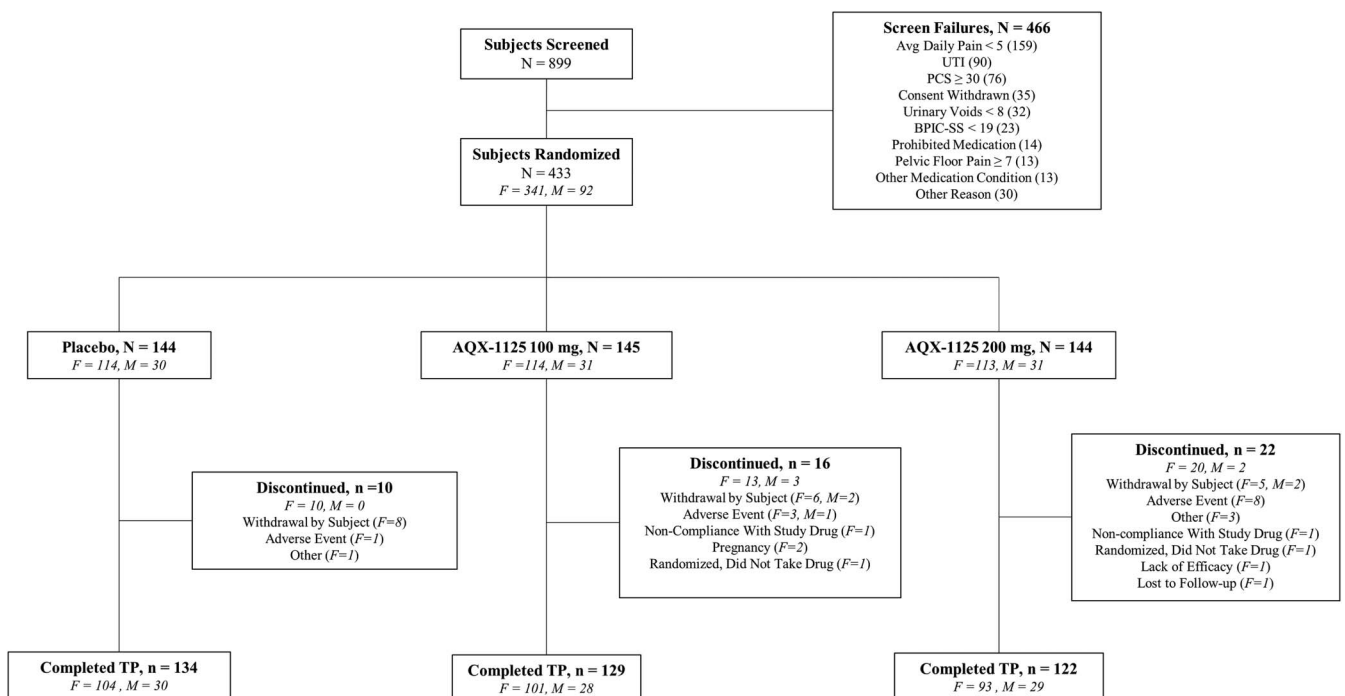 Subjects Screened
N = 899
Screen Failures, N = 466
Avg Daily Pain < 5 (159)
UTI (90)
PCS ≥ 30 (76)
Consent Withdrawn (35)
Urinary Voids < 8 (32)
BPIC-SS < 19 (23)
Prohibited Medication (14)
Pelvic Floor Pain ≥ 7 (13)
Other Medication Condition (13)
Other Reason (30)
Subjects Randomized
N = 433
F = 341, M = 92
Placebo, N = 144
F = 114, M = 30
AQX-1125 100 mg, N = 145
F = 114, M = 31
AQX-1125 200 mg, N = 144
F =113, M = 31
Discontinued, n =10
F = 10, M = 0
Withdrawal by Subject (F=8)
Adverse Event (F=1)
Other (F=1)
Discontinued, n = 16
F = 13, M = 3
Withdrawal by Subject (F=6, M=2)
Adverse Event (F=3, M=1)
Non-Compliance With Study Drug (F=1)
Pregnancy (F=2)
Randomized, Did Not Take Drug (F=1)
Discontinued, n = 22
F = 20, M = 2
Withdrawal by Subject (F=5, M=2)
Adverse Event (F=8)
Other (F=3)
Non-compliance With Study Drug (F=1)
Randomized, Did Not Take Drug (F=1)
Lack of Efficacy (F=1)
Lost to Follow-up (F=1)
Completed TP, n = 134
F = 104 , M = 30
Completed TP, n = 129
F = 101, M = 28
Completed TP, n = 122
F = 93 , M = 29